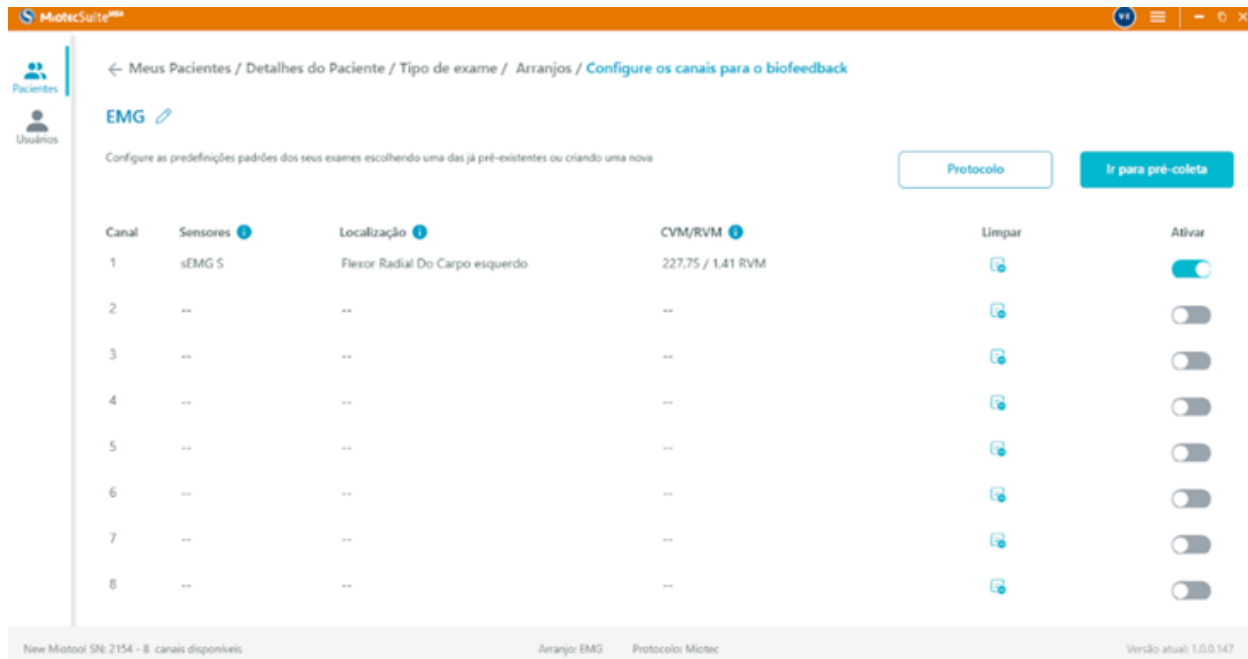 MiotecSuite MS4
VE
Pacientes
Usuários
← Meus Pacientes / Detalhes do Paciente / Tipo de exame / Arranjos / Configure os canais para o biofeedback
EMG
Configure as predefinições padrões dos seus exames escolhendo uma das já pré-existentes ou criando uma nova
Protocolo Ir para pré-coleta
Canal Sensores Localização CVM/RVM Limpar Ativar
1 sEMG S Flexor Radial Do Carpo esquerdo 227,75 / 1,41 RVM
2 -- -- --
3 -- -- --
4 -- -- --
5 -- -- --
6 -- -- --
7 -- -- --
8 -- -- --
New Miotool SN: 2154 - 8 canais disponíveis Arranjo: EMG Protocolo: Miotec Versão atual: 1.0.0.147